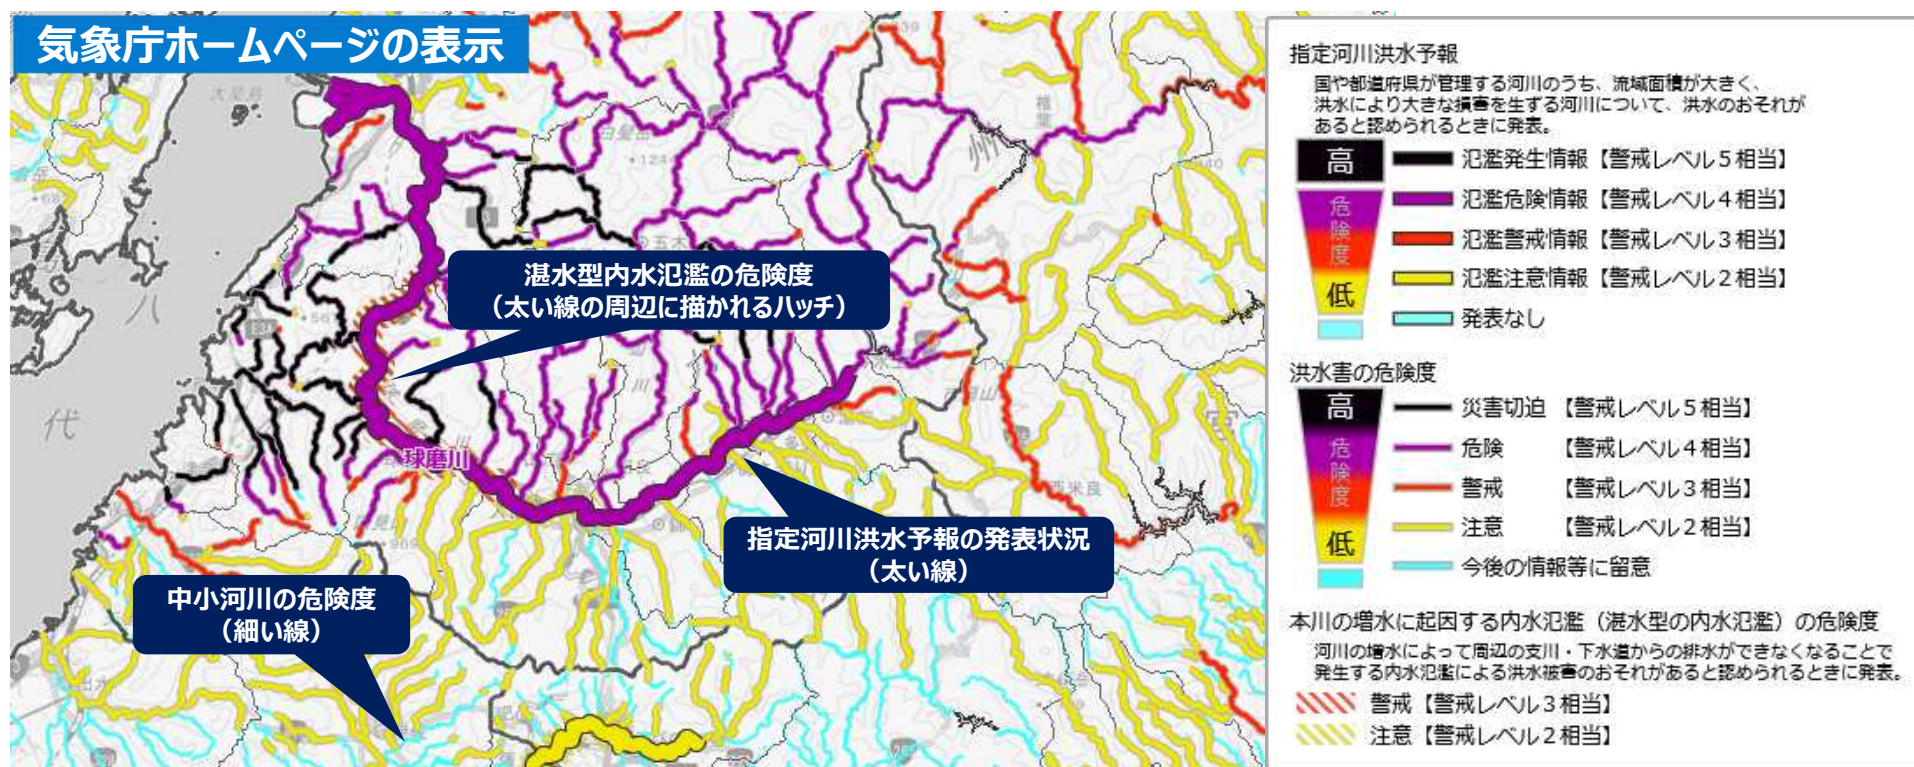 気象庁ホームページの表示
湛水型内水氾濫の危険度
（太い線の周辺に描かれるハッチ）
球磨川
指定河川洪水予報の発表状況
（太い線）
中小河川の危険度
（細い線）
八
代
州
川
五木
西米良
出水
指定河川洪水予報
国や都道府県が管理する河川のうち、流域面積が大きく、
洪水により大きな損害を生ずる河川について、洪水のおそれが
あると認められるときに発表。
高
危険度
低
氾濫発生情報【警戒レベル５相当】
氾濫危険情報【警戒レベル４相当】
氾濫警戒情報【警戒レベル３相当】
氾濫注意情報【警戒レベル２相当】
発表なし
洪水害の危険度
高
危険度
低
災害切迫 【警戒レベル５相当】
危険 【警戒レベル４相当】
警戒 【警戒レベル３相当】
注意 【警戒レベル２相当】
今後の情報等に留意
本川の増水に起因する内水氾濫（湛水型の内水氾濫）の危険度
河川の増水によって周辺の支川・下水道からの排水ができなくなることで
発生する内水氾濫による洪水被害のおそれがあると認められるときに発表。
警戒【警戒レベル３相当】
注意【警戒レベル２相当】